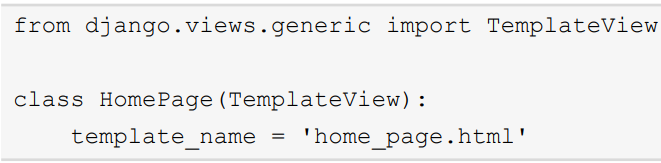 from django.views.generic import TemplateView
class HomePage(TemplateView):
    template_name = 'home_page.html'